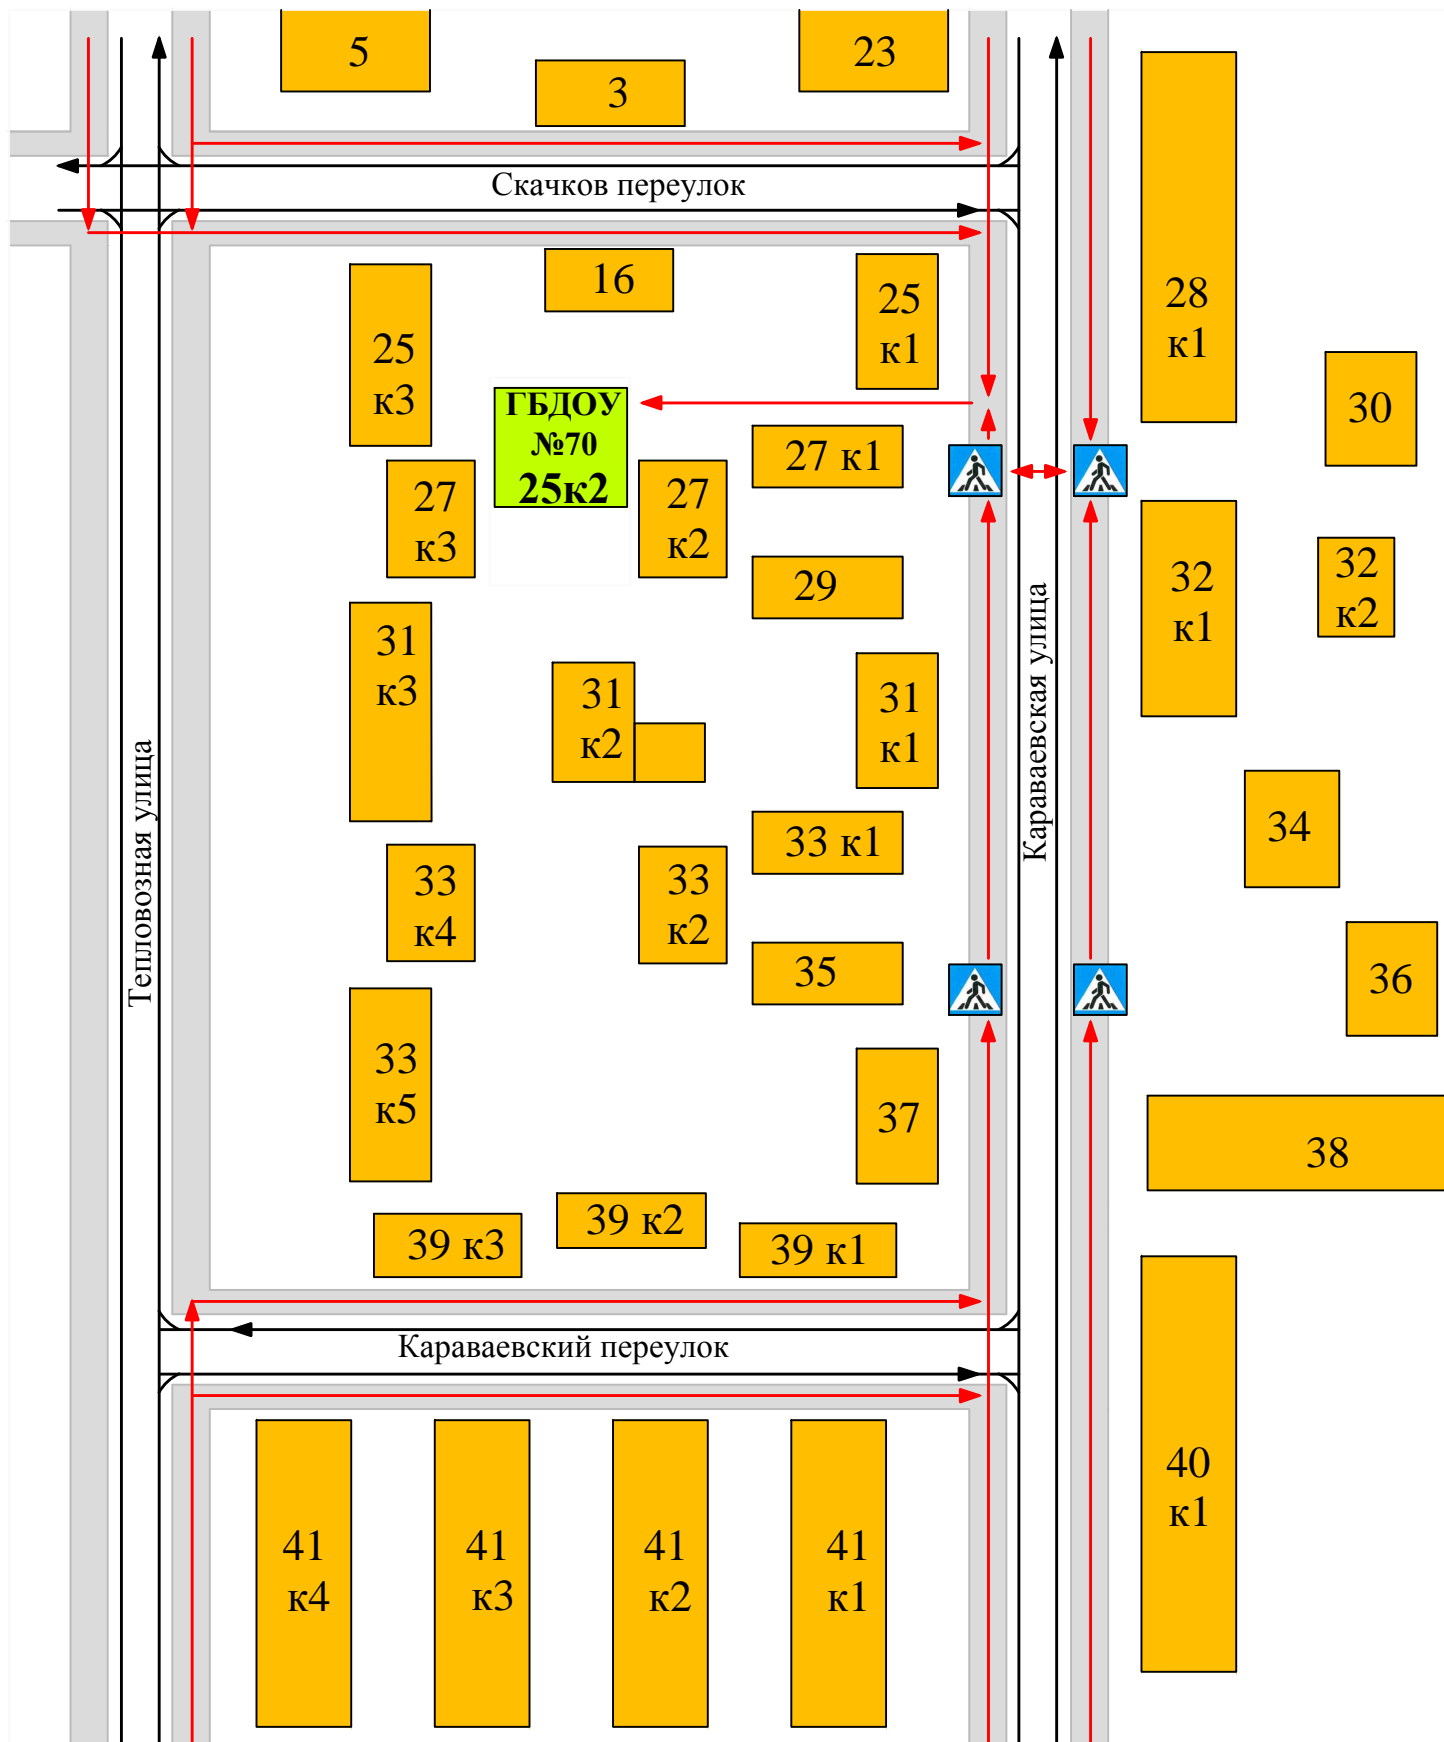 5
3
23
Скачков переулок
16
25
к1
28
к1
25
к3
30
ГБДОУ
№70
25к2
27 к1
27
к3
27
к2
29
32
к1
32
к2
31
к3
31
к2
31
к1
Караваевская улица
Тепловозная улица
34
33 к1
33
к4
33
к2
35
36
33
к5
37
38
39 к3
39 к2
39 к1
Караваевский переулок
40
к1
41
к4
41
к3
41
к2
41
к1